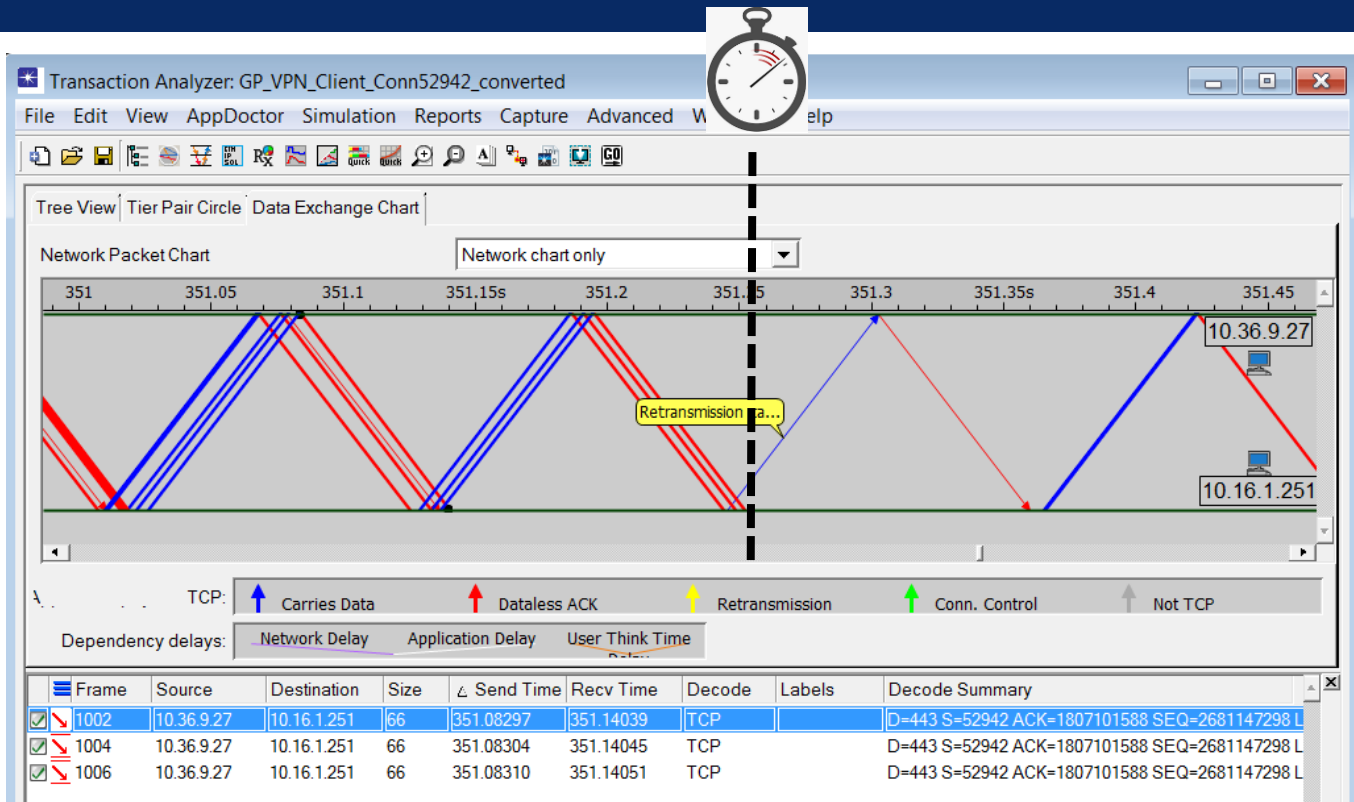 Transaction Analyzer: GP_VPN_Client_Conn52942_converted
File Edit View AppDoctor Simulation Reports Capture Advanced
QUICK QUICK GO
Tree View Tier Pair Circle Data Exchange Chart
Network Packet Chart Network chart only
351 351.05 351.1 351.15s 351.2 351.3 351.35s 351.4 351.45
10.36.9.27
Retransmission
10.16.1.251
TCP: Carries Data Dataless ACK Retransmission Conn. Control Not TCP
Dependency delays: Network Delay Application Delay User Think Time
Frame Source Destination Size Send Time Recv Time Decode Labels Decode Summary
1002 10.36.9.27 10.16.1.251 66 351.08297 351.14039 TCP D=443 S=52942 ACK=1807101588 SEQ=2681147298 L
1004 10.36.9.27 10.16.1.251 66 351.08304 351.14045 TCP D=443 S=52942 ACK=1807101588 SEQ=2681147298 L
1006 10.36.9.27 10.16.1.251 66 351.08310 351.14051 TCP D=443 S=52942 ACK=1807101588 SEQ=2681147298 L